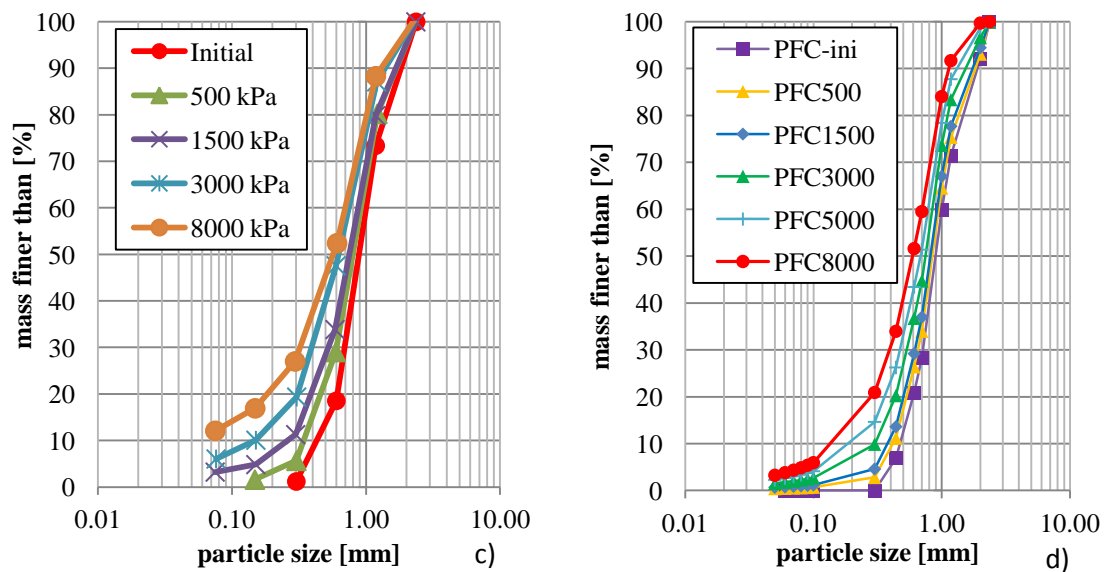 mass finer than [%]
100
90
80
70
60
50
40
30
20
10
0
Initial
500 kPa
1500 kPa
3000 kPa
8000 kPa
0.01 0.10 1.00 10.00
particle size [mm]
c)
mass finer than [%]
100
90
80
70
60
50
40
30
20
10
0
PFC-ini
PFC500
PFC1500
PFC3000
PFC5000
PFC8000
0.01 0.10 1.00 10.00
particle size [mm]
d)